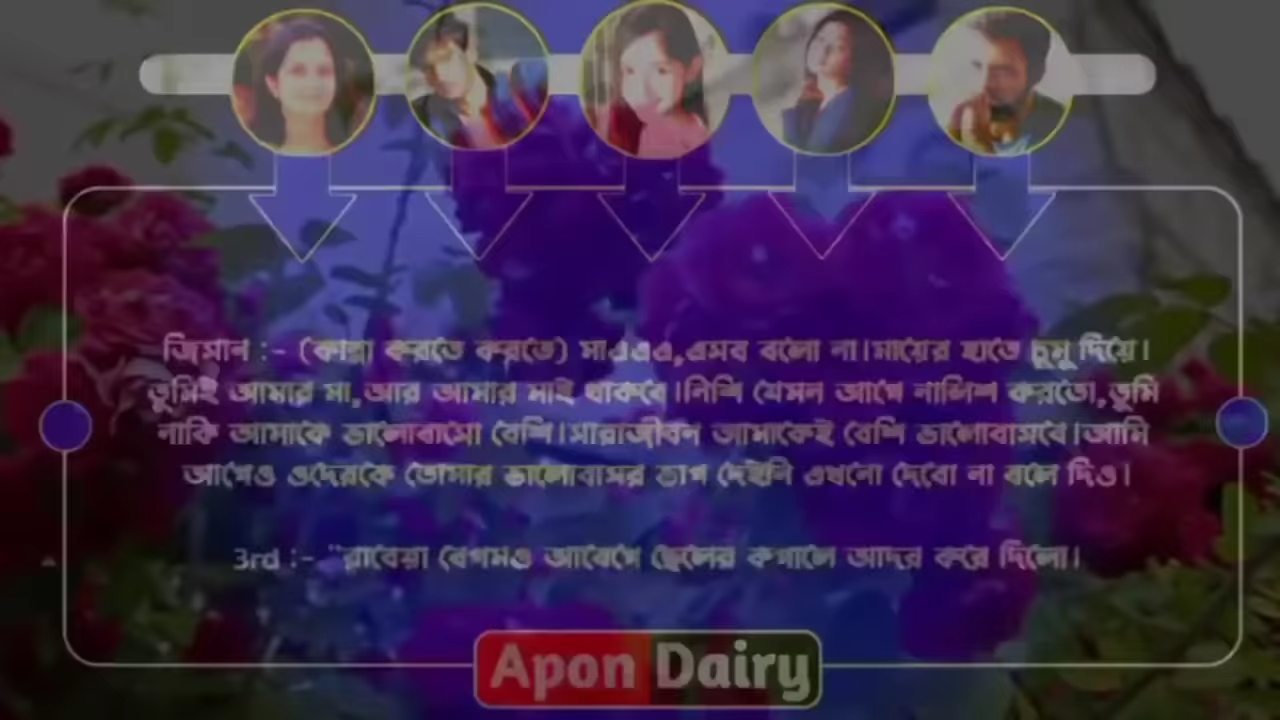 জিসান :- (কান্না করতে করতে) মাএএএ,এসব বলো না।মায়ের হাতে চুমু দিয়ে।
তুমিই আমার মা,আর আমার মাই থাকবে।নিশি যেমন আগে নালিশ করতো,তুমি
নাকি আমাকে ভালোবাসো বেশি।সারাজীবন আমাকেই বেশি ভালোবাসবে।আমি
আগেও ওদেরকে তোমার ভালোবাসর ভাগ দেইনি এখনো দেবো না বলে দিও।
3rd :- "রাবেয়া বেগমও আবেগে ছেলের কপালে আদর করে দিলো।
Apon Dairy